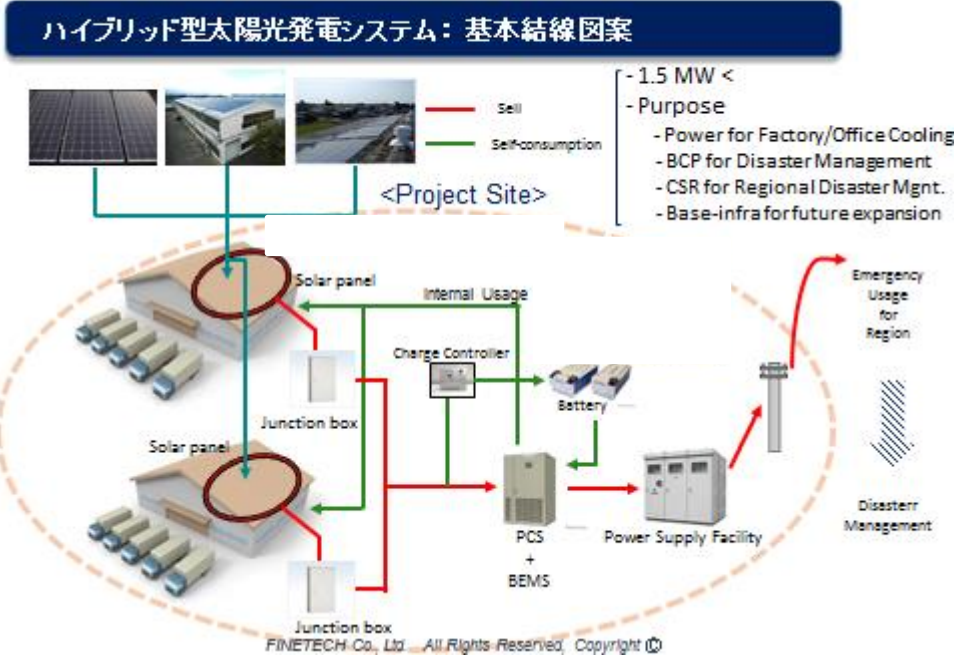 ハイブリッド型太陽光発電システム：基本結線図案
Sell
Self-consumption
- 1.5 MW <
- Purpose
- Power for Factory/Office Cooling
- BCP for Disaster Management
- CSR for Regional Disaster Mgnt.
- Base-infra for future expansion
<Project Site>
Solar panel
Internal Usage
Emergency
Usage
for
Region
Charge Controller
Battery
Junction box
Solar panel
Disasterr
Management
PCS
+
BEMS
Power Supply Facility
Junction box
FINETECH Co., Ltd. All Rights Reserved, Copyright ©